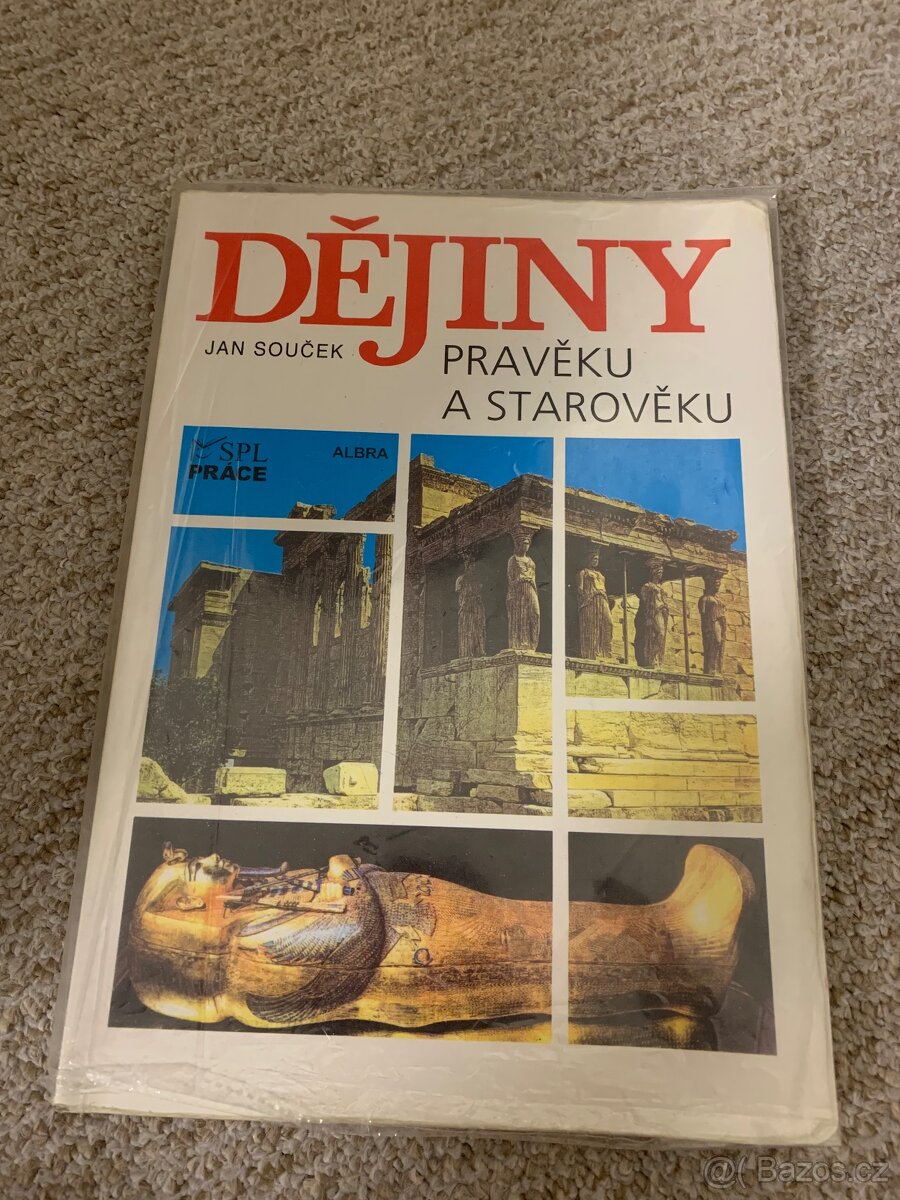 DĚJINY
JAN SOUČEK
PRAVĚKU
A STAROVĚKU
SPL
PRÁCE
ALBRA
@( Bazos.cz